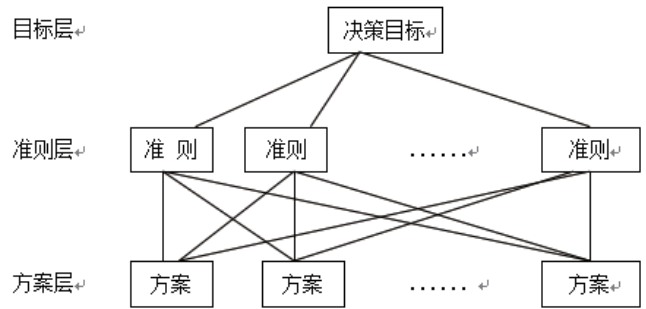 目标层 决策目标
准则层 准 则 准则 …… 准则
方案层 方案 方案 …… 方案